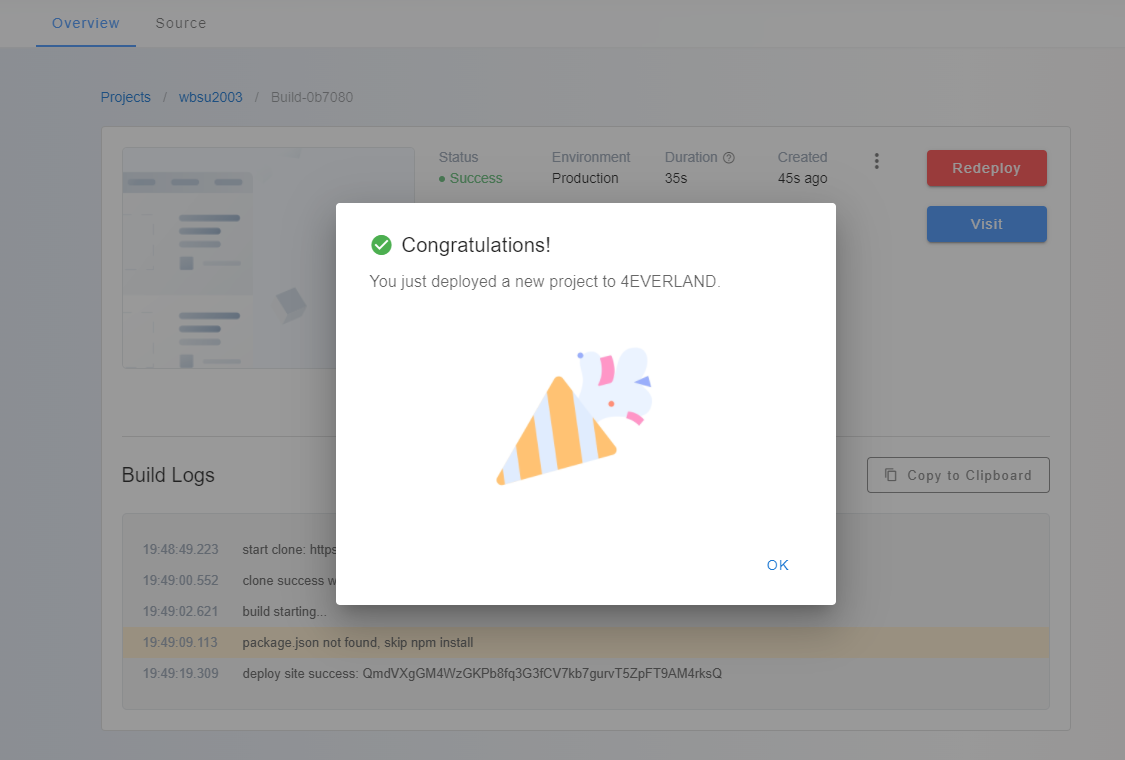 Overview Source
Projects / wbsu2003 / Build-0b7080
Status Environment Duration Created
Success Production 35s 45s ago
Redeploy
Visit
Congratulations!
You just deployed a new project to 4EVERLAND.
OK
Build Logs
Copy to Clipboard
19:48:49.223 start clone: https
19:49:00.552 clone success w
19:49:02.621 build starting...
19:49:09.113 package.json not found, skip npm install
19:49:19.309 deploy site success: QmdVXgGM4WzGKPb8fq3G3fCV7kb7gurvT5ZpFT9AM4rksQ